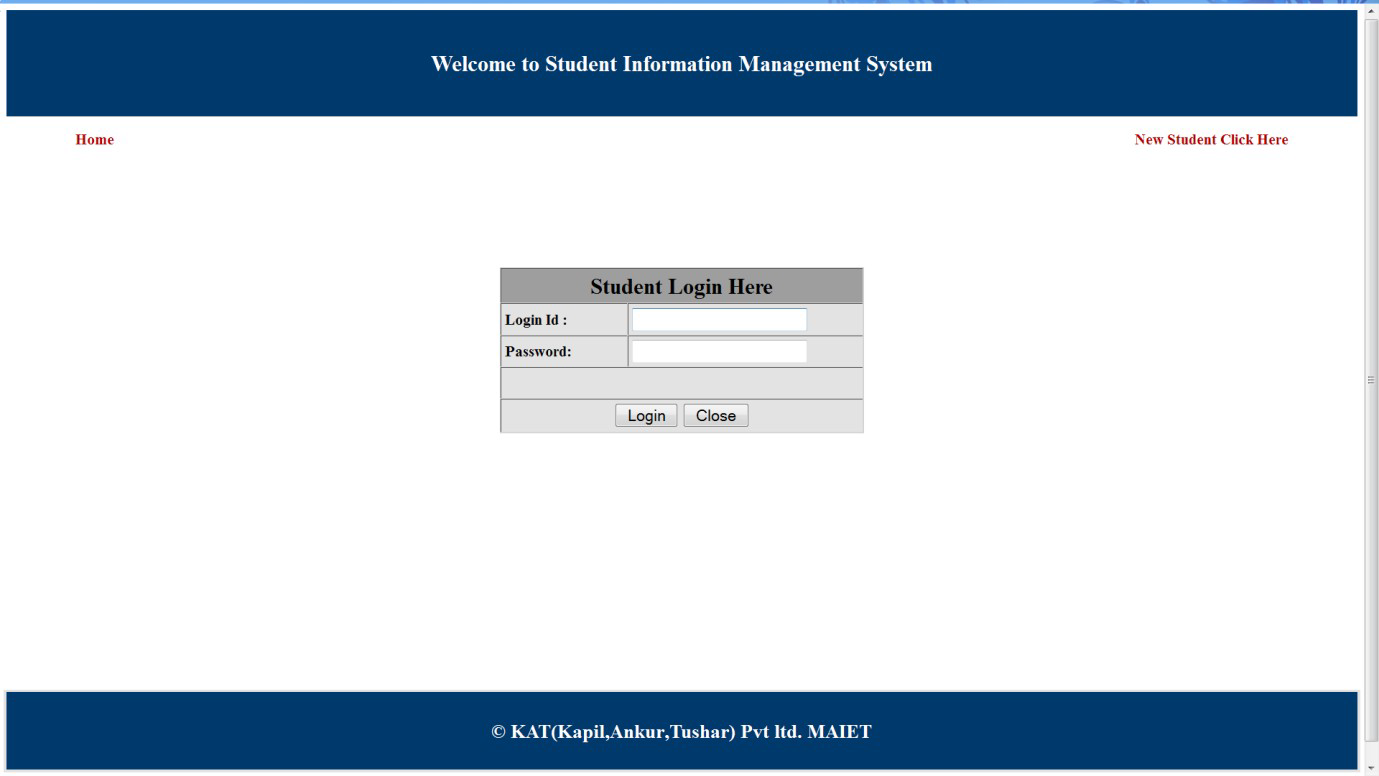 Welcome to Student Information Management System
Home
New Student Click Here
Student Login Here
Login Id :
Password:
Login Close
© KAT(Kapil,Ankur,Tushar) Pvt ltd. MAIET